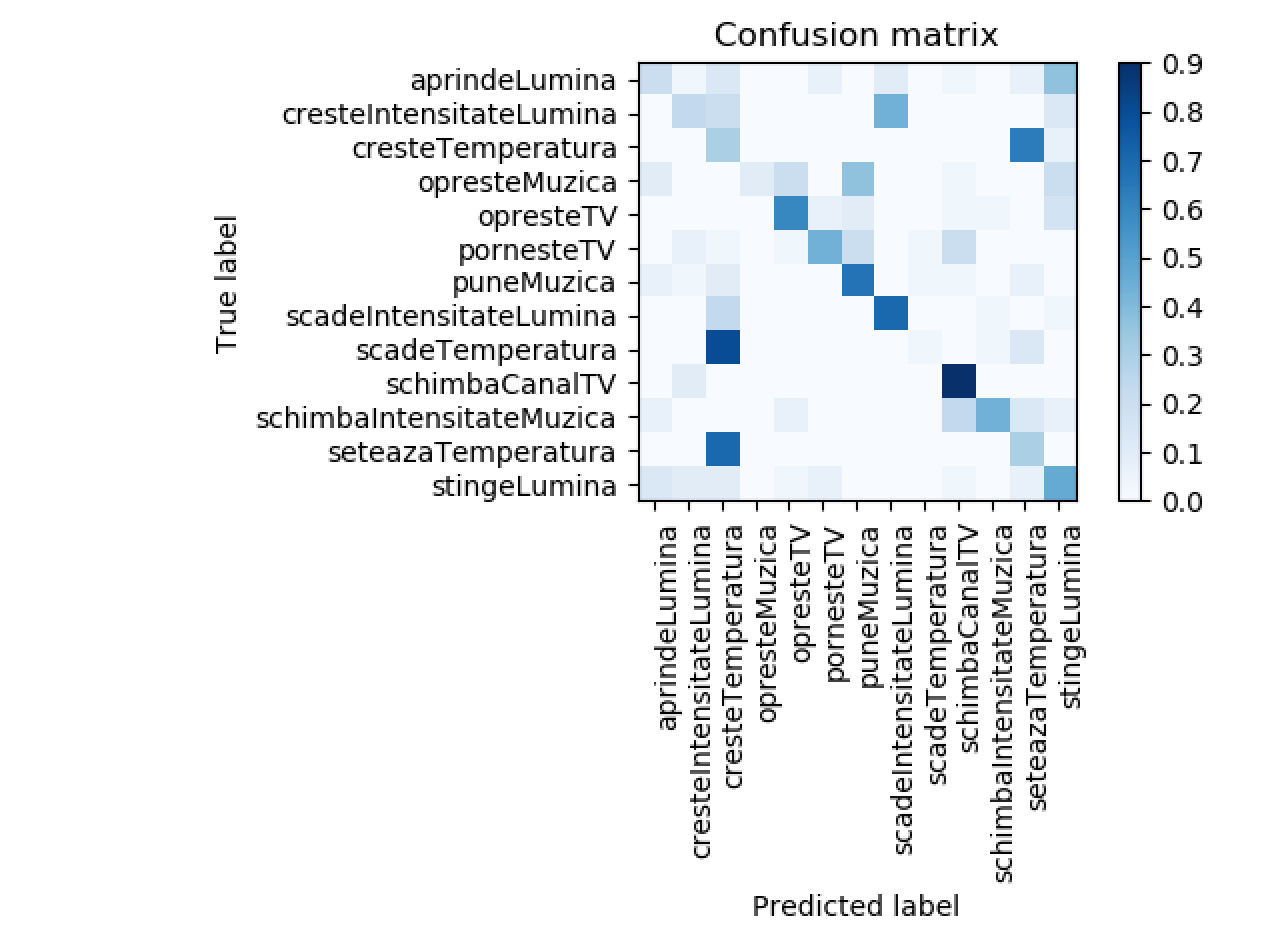 Confusion matrix
aprindeLumina
cresteIntensitateLumina
cresteTemperatura
opresteMuzica
opresteTV
pornesteTV
puneMuzica
scadeIntensitateLumina
scadeTemperatura
schimbaCanalTV
schimbaIntensitateMuzica
seteazaTemperatura
stingeLumina
True label
0.9
0.8
0.7
0.6
0.5
0.4
0.3
0.2
0.1
0.0
aprindeLumina
cresteIntensitateLumina
cresteTemperatura
opresteMuzica
opresteTV
pornesteTV
puneMuzica
scadeIntensitateLumina
scadeTemperatura
schimbaCanalTV
schimbaIntensitateMuzica
seteazaTemperatura
stingeLumina
Predicted label